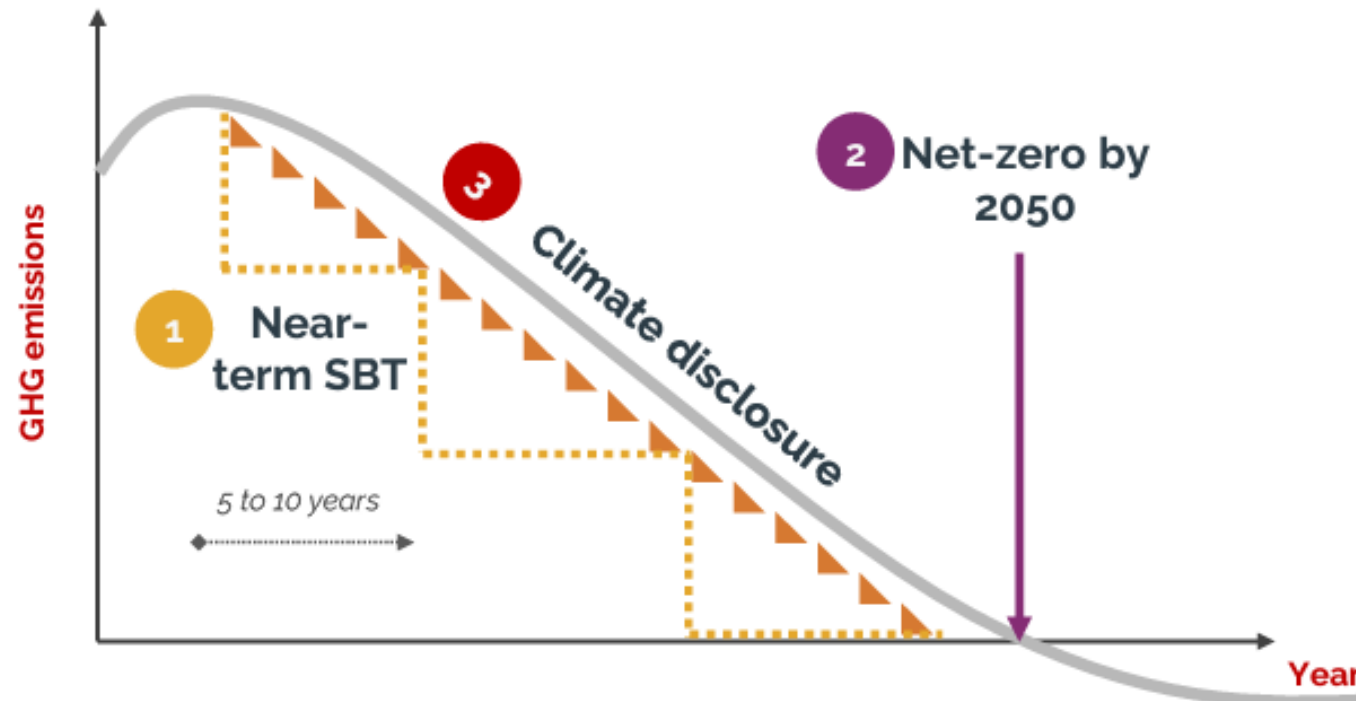 GHG emissions
1
Near-
term SBT
5 to 10 years
3
Climate disclosure
2
Net-zero by
2050
Year